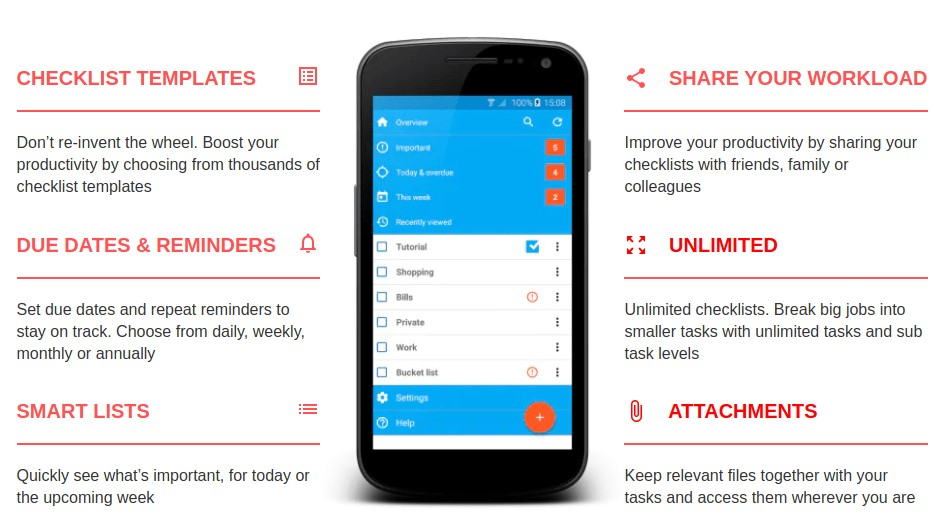 CHECKLIST TEMPLATES
Don’t re-invent the wheel. Boost your
productivity by choosing from thousands of
checklist templates
DUE DATES & REMINDERS
Set due dates and repeat reminders to
stay on track. Choose from daily, weekly,
monthly or annually
SMART LISTS
Quickly see what’s important, for today or
the upcoming week
100% 15:08
Overview
Important 5
Today & overdue 4
This week 2
Recently viewed
Tutorial
Shopping
Bills
Private
Work
Bucket list
Settings
Help
SHARE YOUR WORKLOAD
Improve your productivity by sharing your
checklists with friends, family or
colleagues
UNLIMITED
Unlimited checklists. Break big jobs into
smaller tasks with unlimited tasks and sub
task levels
ATTACHMENTS
Keep relevant files together with your
tasks and access them wherever you are